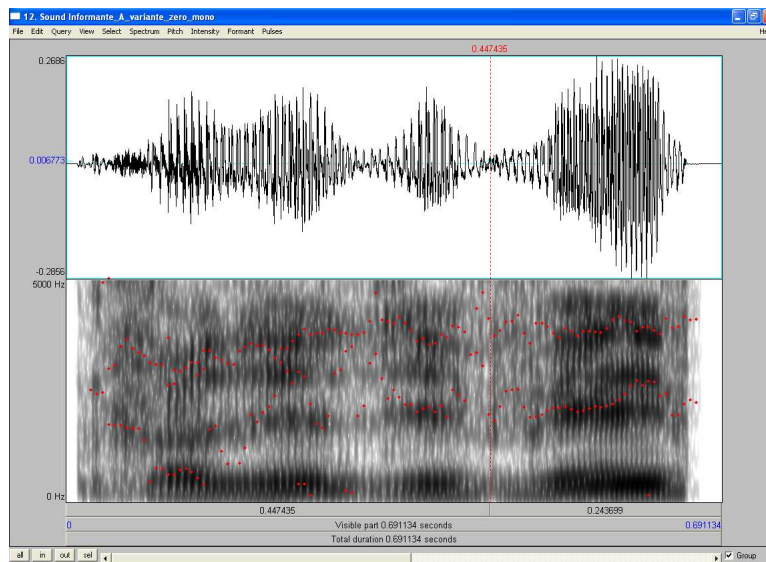 12. Sound Informante_A_variante_zero_mono
File Edit Query View Select Spectrum Pitch Intensity Formant Pulses He
0.447435
0.2686
0.006773
-0.2856
5000 Hz
0 Hz
0.447435 0.243699
0 Visible part 0.691134 seconds 0.691134
Total duration 0.691134 seconds
all in out sel Group